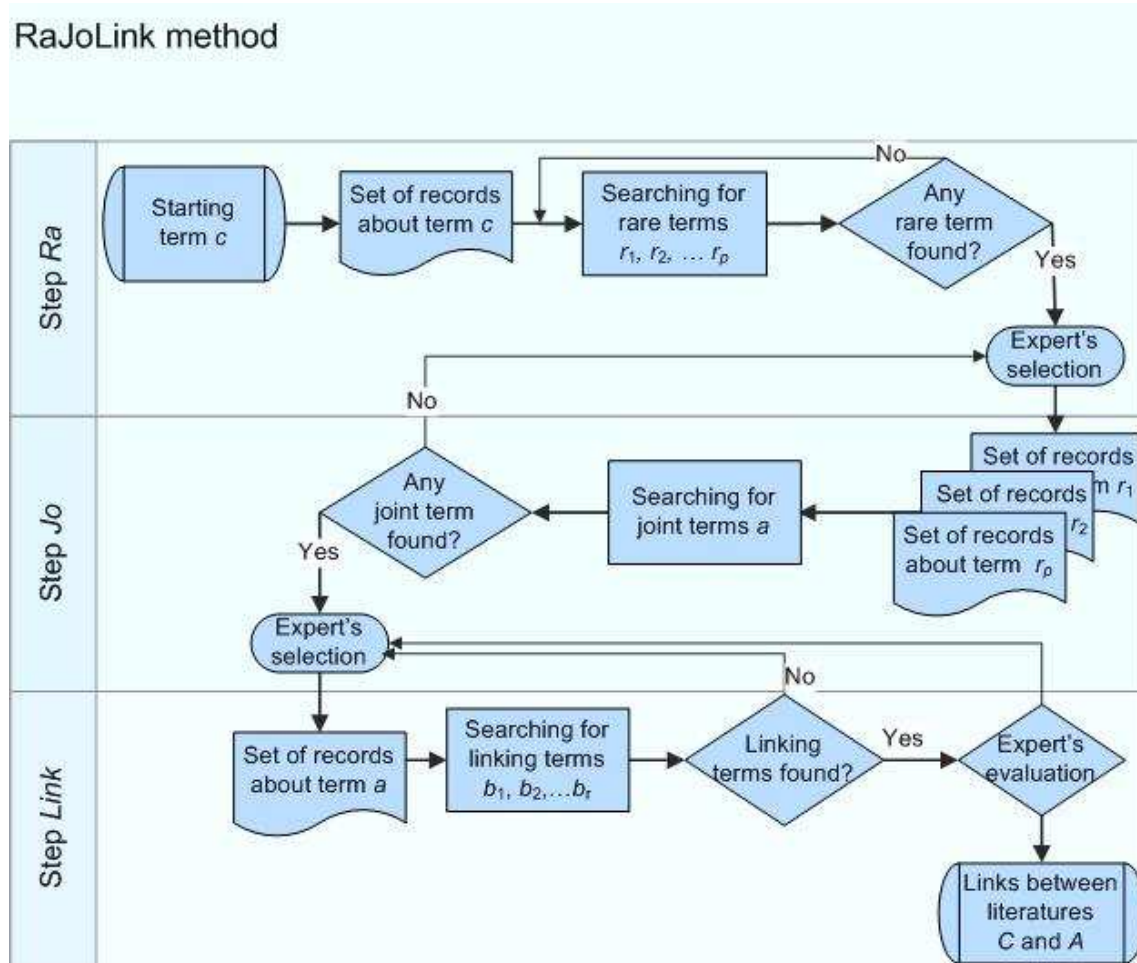 RaJoLink method
Step Ra
Starting
term c
Set of records
about term c
Searching for
rare terms
r1, r2, … rp
No
Any
rare term
found?
Yes
Expert's
selection
No
Step Jo
Set of records
m r1
Set of records
r2
Set of records
about term rp
Searching for
joint terms a
Any
joint term
found?
Yes
Expert's
selection
Step Link
Set of records
about term a
Searching for
linking terms
b1, b2,…br
No
Linking
terms found?
Yes
Expert's
evaluation
Links between
literatures
C and A